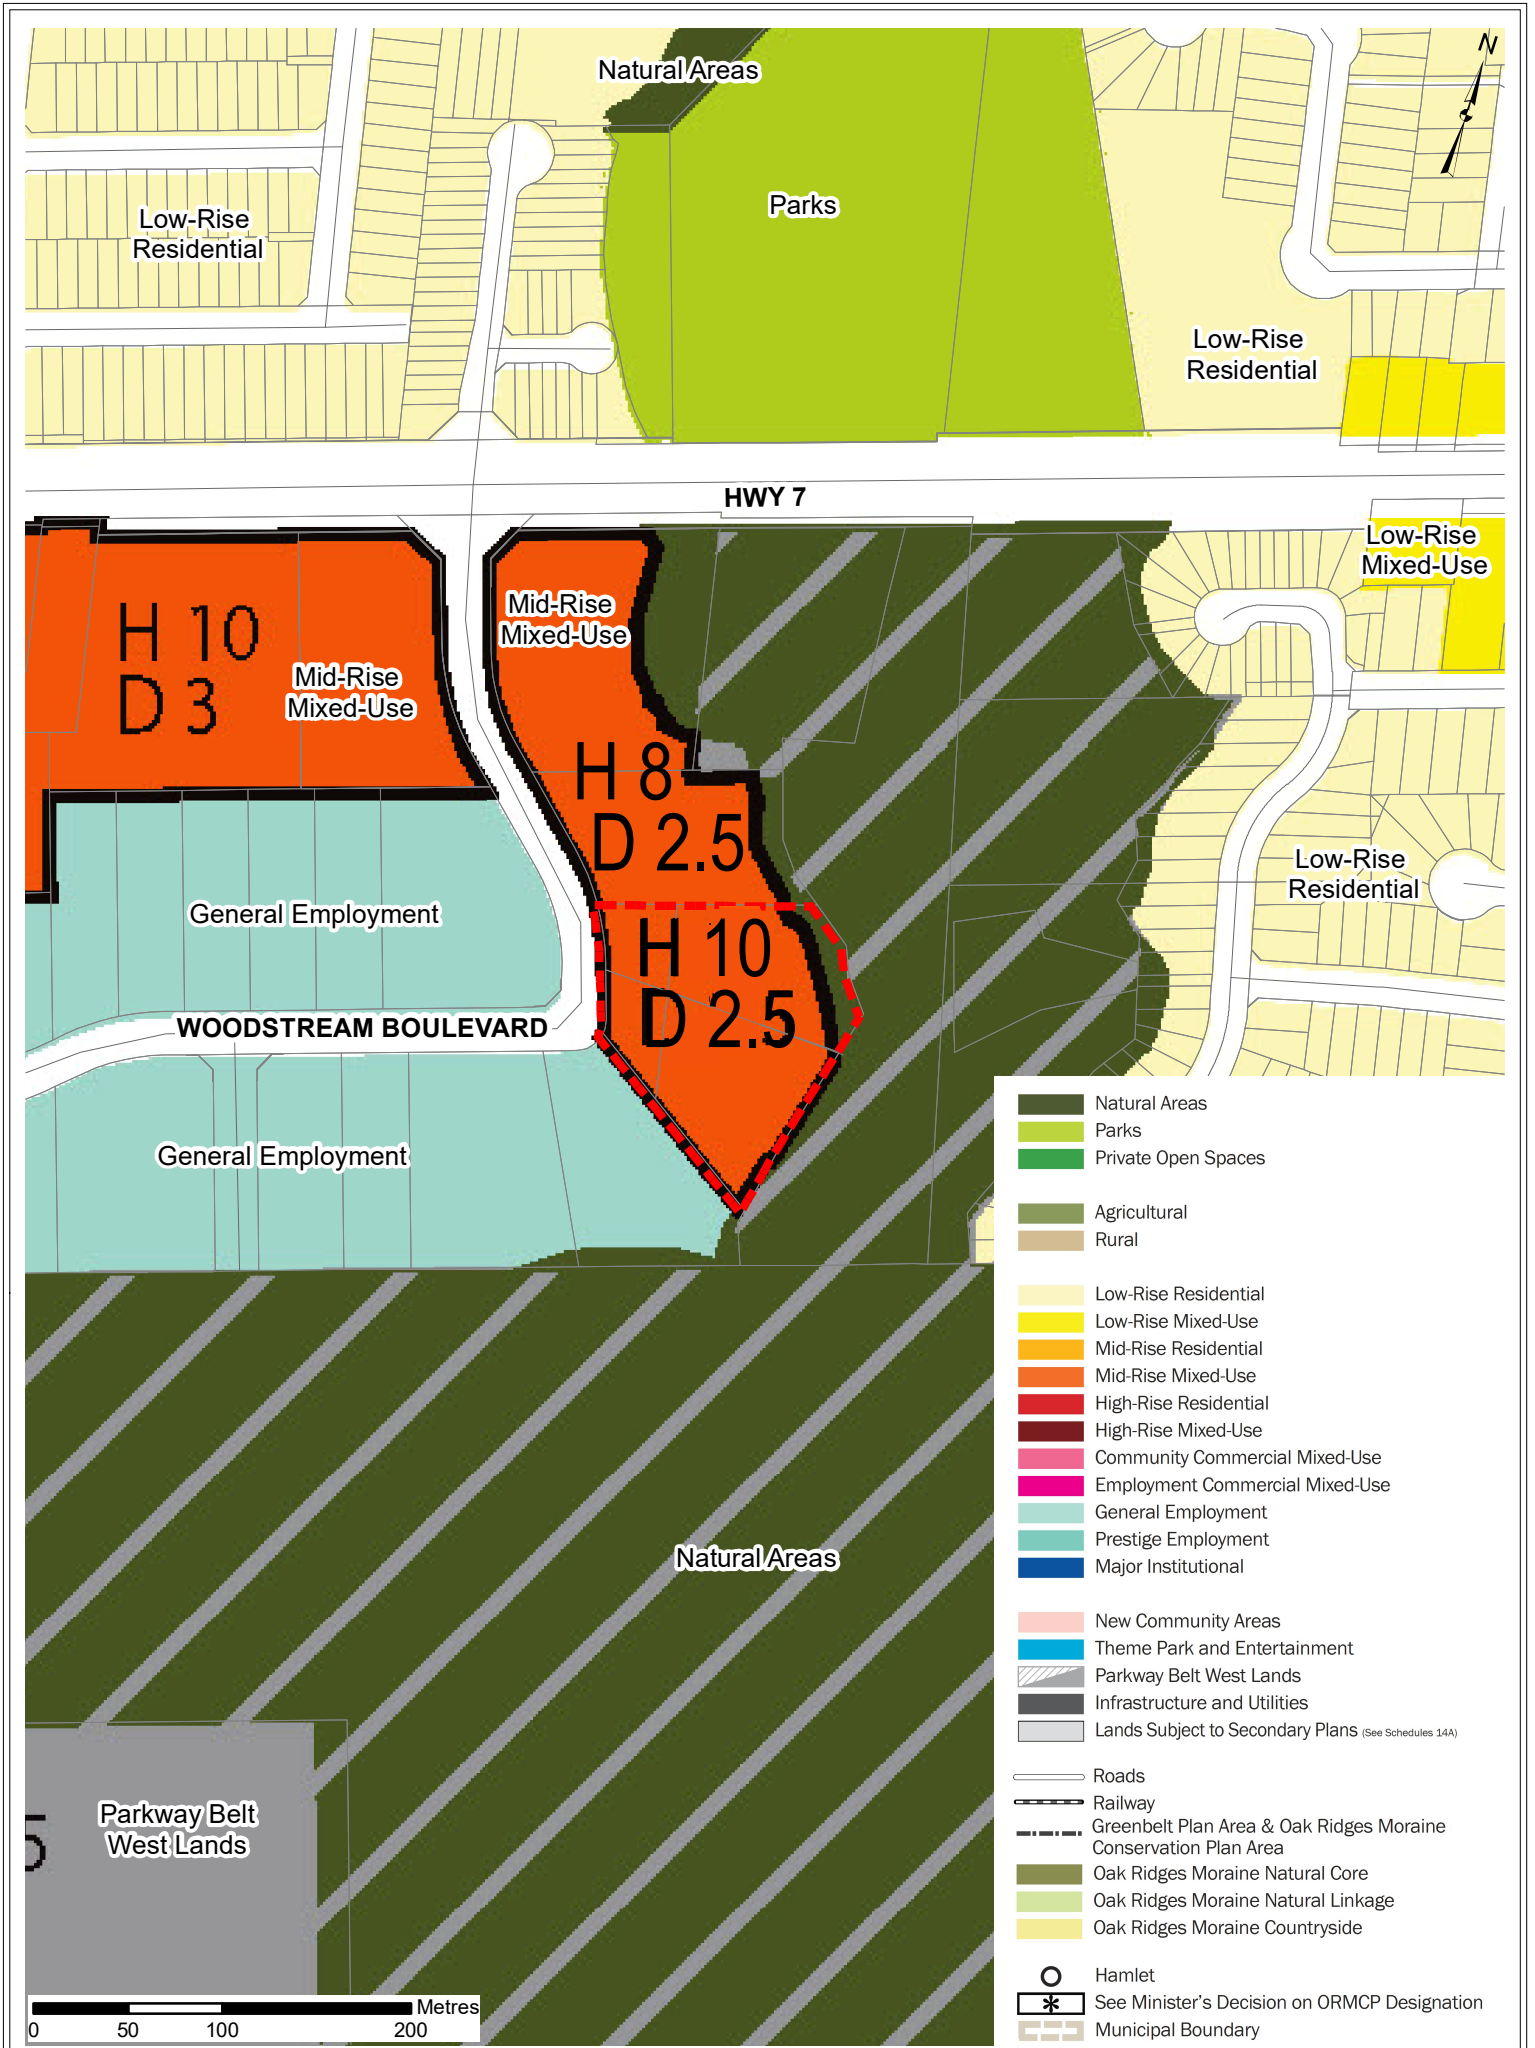 N
Natural Areas
Parks
Low-Rise
Residential
Low-Rise
Residential
HWY 7
Low-Rise
Mixed-Use
H 10
D 3
Mid-Rise
Mixed-Use
Mid-Rise
Mixed-Use
H 8
D 2.5
Low-Rise
Residential
General Employment
H 10
D 2.5
WOODSTREAM BOULEVARD
General Employment
Natural Areas
Parkway Belt
West Lands
5
Metres
0 50 100 200
Natural Areas
Parks
Private Open Spaces
Agricultural
Rural
Low-Rise Residential
Low-Rise Mixed-Use
Mid-Rise Residential
Mid-Rise Mixed-Use
High-Rise Residential
High-Rise Mixed-Use
Community Commercial Mixed-Use
Employment Commercial Mixed-Use
General Employment
Prestige Employment
Major Institutional
New Community Areas
Theme Park and Entertainment
Parkway Belt West Lands
Infrastructure and Utilities
Lands Subject to Secondary Plans (See Schedules 14A)
Roads
Railway
Greenbelt Plan Area & Oak Ridges Moraine
Conservation Plan Area
Oak Ridges Moraine Natural Core
Oak Ridges Moraine Natural Linkage
Oak Ridges Moraine Countryside
Hamlet
See Minister's Decision on ORMCP Designation
Municipal Boundary